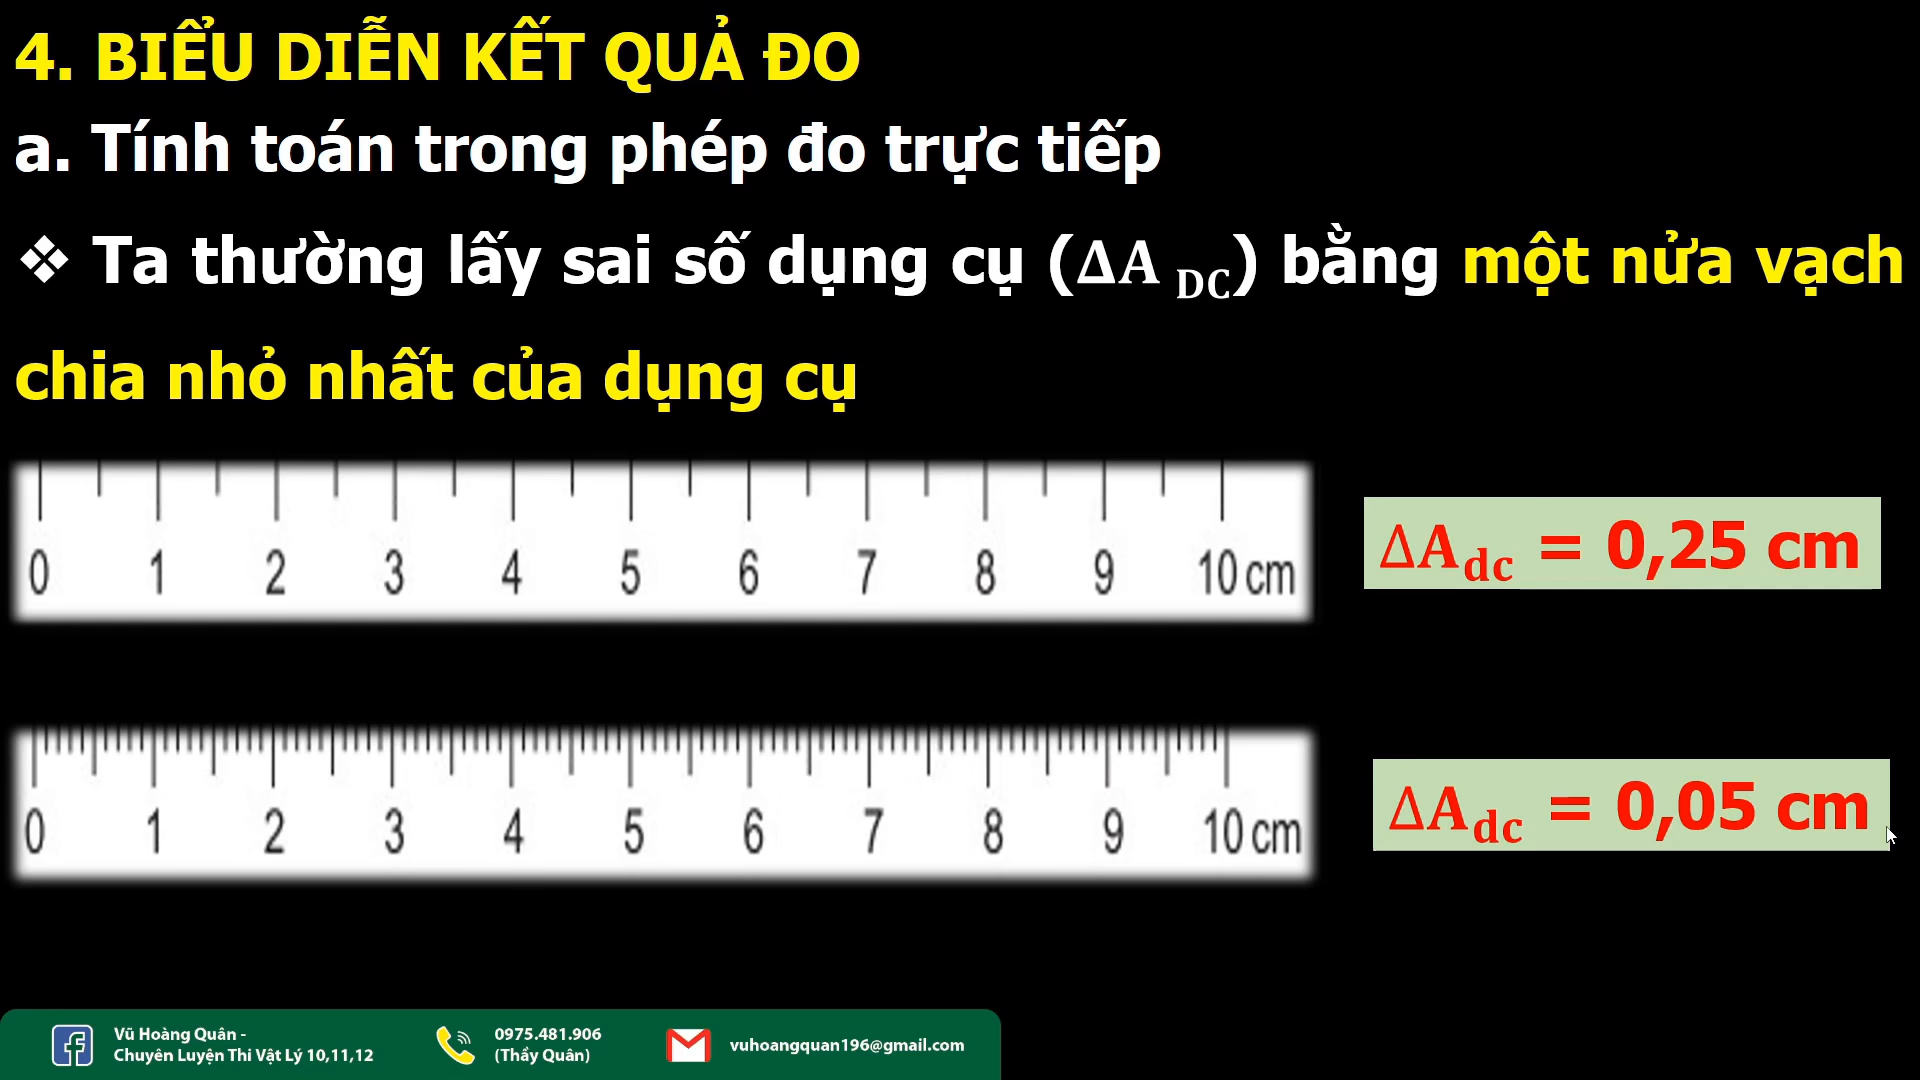 4. BIỂU DIỄN KẾT QUẢ ĐO
a. Tính toán trong phép đo trực tiếp
❖ Ta thường lấy sai số dụng cụ (ΔA DC) bằng một nửa vạch
chia nhỏ nhất của dụng cụ
0 1 2 3 4 5 6 7 8 9 10 cm
ΔAdc = 0,25 cm
0 1 2 3 4 5 6 7 8 9 10 cm
ΔAdc = 0,05 cm
Vũ Hoàng Quân -
Chuyên Luyện Thi Vật Lý 10,11,12
0975.481.906
(Thầy Quân)
vuhoangquan196@gmail.com